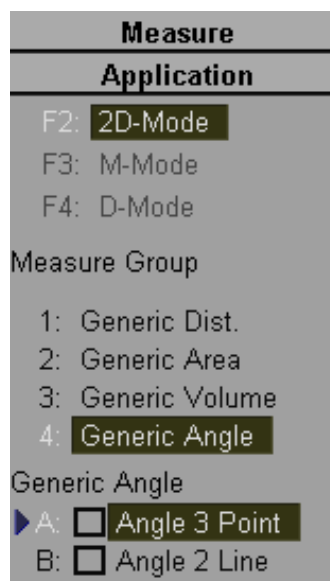 Measure
Application
F2: 2D-Mode
F3: M-Mode
F4: D-Mode
Measure Group
1: Generic Dist.
2: Generic Area
3: Generic Volume
4: Generic Angle
Generic Angle
A: Angle 3 Point
B: Angle 2 Line